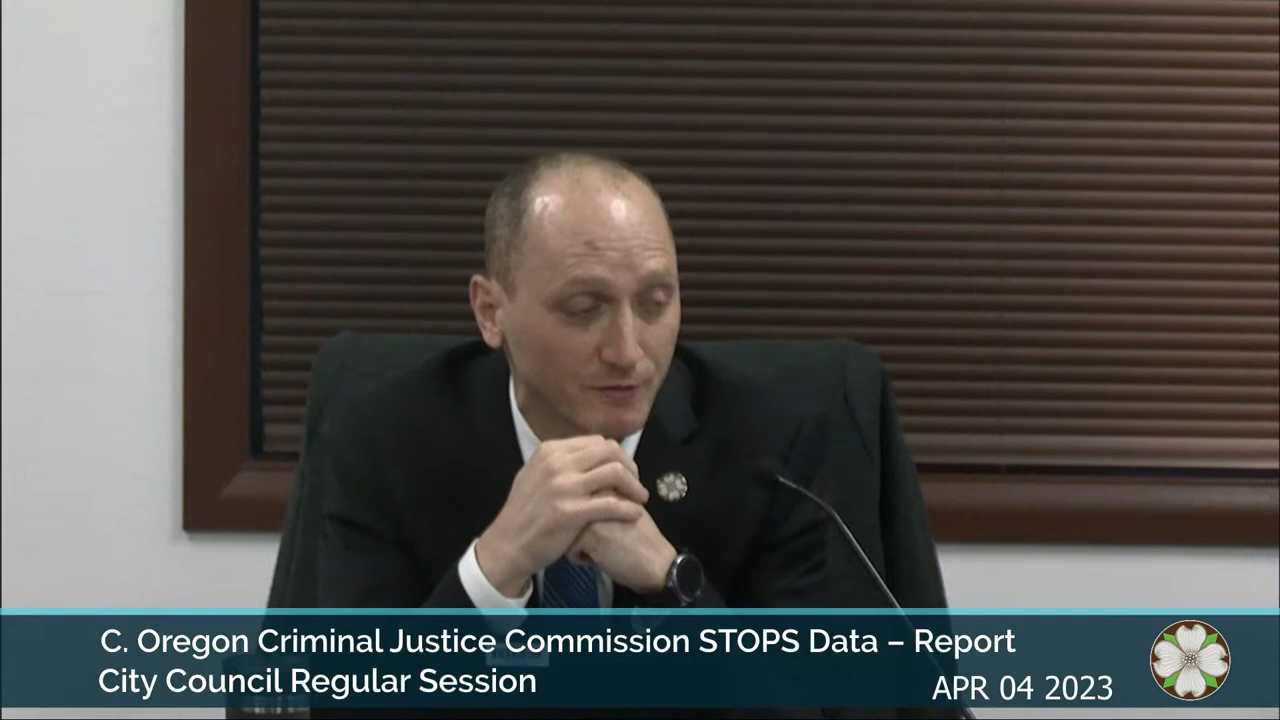 C. Oregon Criminal Justice Commission STOPS Data – Report
City Council Regular Session
APR 04 2023